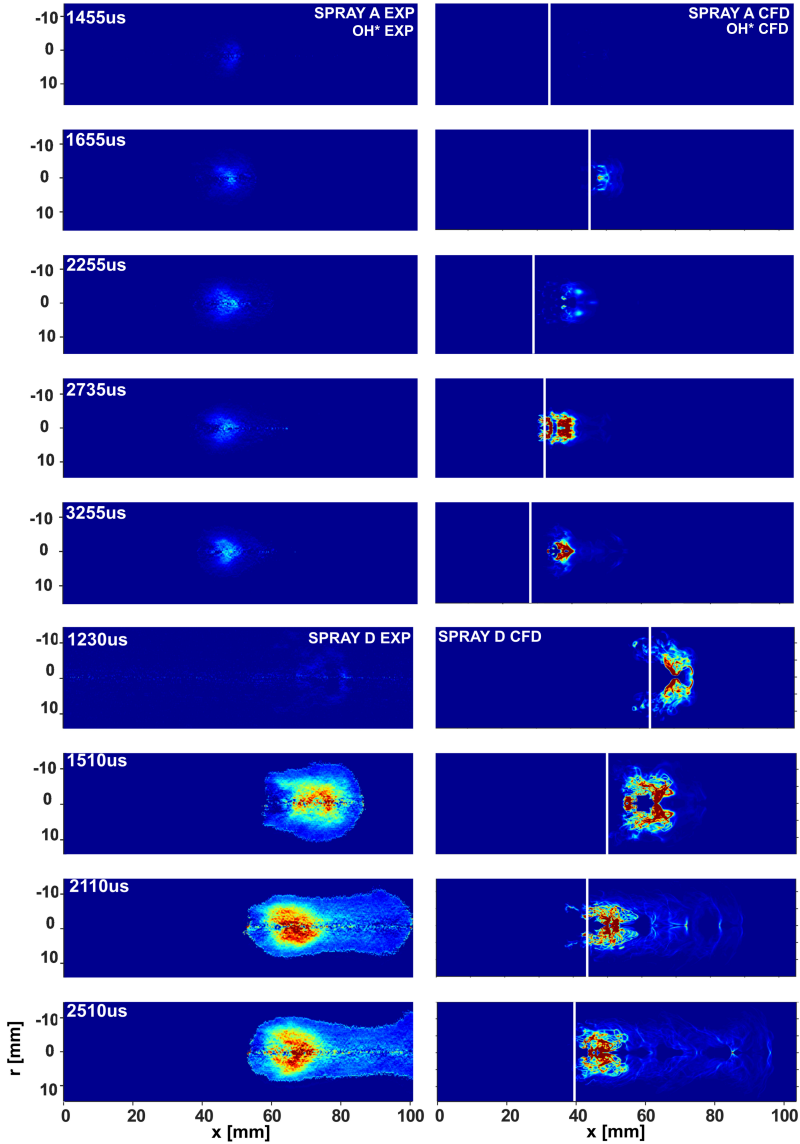 -10
0
10
1455us
SPRAY A EXP
OH* EXP
SPRAY A CFD
OH* CFD
-10
0
10
1655us
-10
0
10
2255us
-10
0
10
2735us
-10
0
10
3255us
-10
0
10
1230us
SPRAY D EXP
SPRAY D CFD
-10
0
10
1510us
-10
0
10
2110us
-10
0
10
2510us
r [mm]
0 20 40 60 80 100
0 20 40 60 80 100
x [mm]
x [mm]